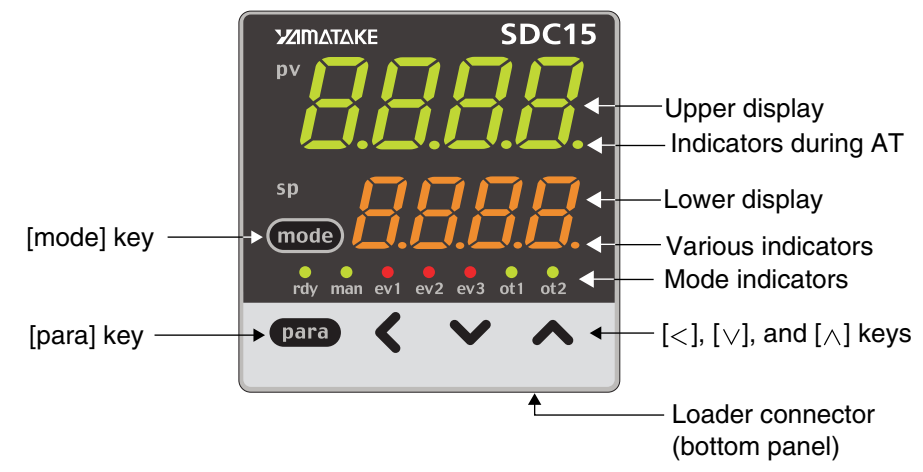 YAMATAKE SDC15
pv
8.8.8.8.
Upper display
Indicators during AT
sp
8.8.8.8.
Lower display
[mode] key
mode
Various indicators
Mode indicators
rdy man ev1 ev2 ev3 ot1 ot2
[para] key
para
[<], [∨], and [∧] keys
Loader connector
(bottom panel)